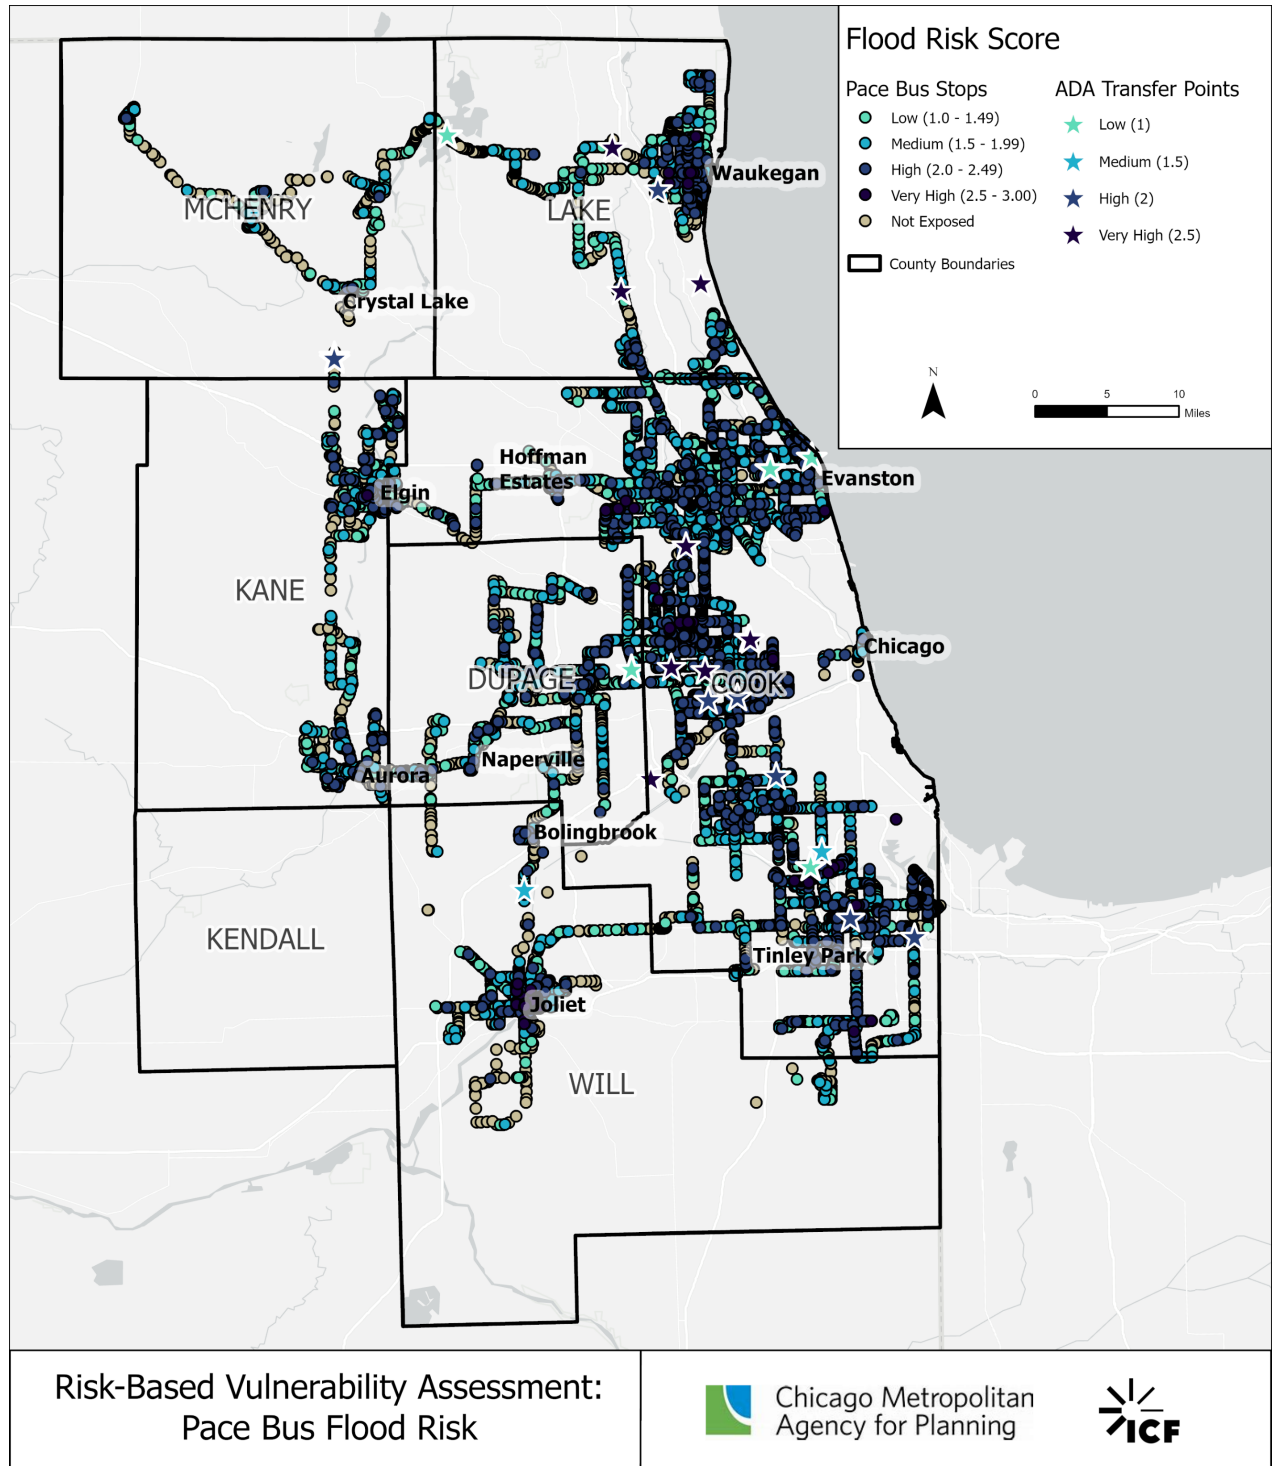 Flood Risk Score
Pace Bus Stops
Low (1.0 - 1.49)
Medium (1.5 - 1.99)
High (2.0 - 2.49)
Very High (2.5 - 3.00)
Not Exposed
County Boundaries
ADA Transfer Points
Low (1)
Medium (1.5)
High (2)
Very High (2.5)
N
0 5 10
Miles
MCHENRY
LAKE
Waukegan
Crystal Lake
Hoffman
Estates
Elgin
Evanston
KANE
Chicago
DUPAGE
COOK
Naperville
Aurora
Bolingbrook
KENDALL
Tinley Park
Joliet
WILL
Risk-Based Vulnerability Assessment:
Pace Bus Flood Risk
Chicago Metropolitan
Agency for Planning
ICF